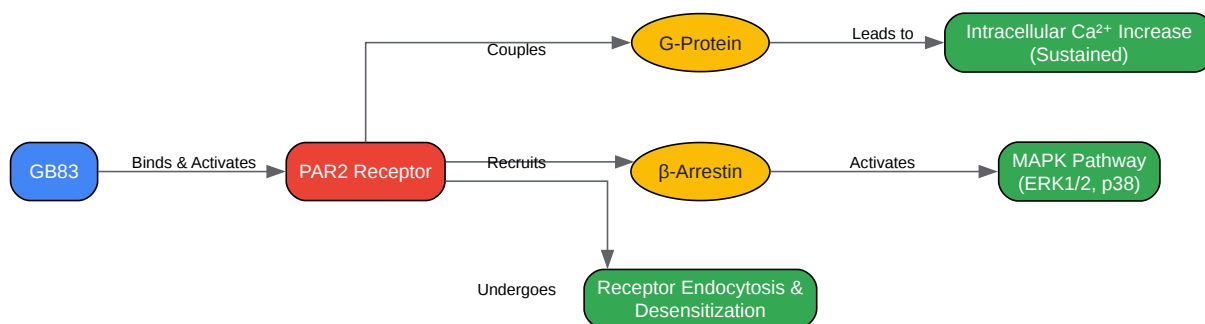 Couples
G-Protein
Leads to
Intracellular Ca²⁺ Increase
(Sustained)
GB83
Binds & Activates
PAR2 Receptor
Recruits
β-Arrestin
Activates
MAPK Pathway
(ERK1/2, p38)
Undergoes
Receptor Endocytosis &
Desensitization